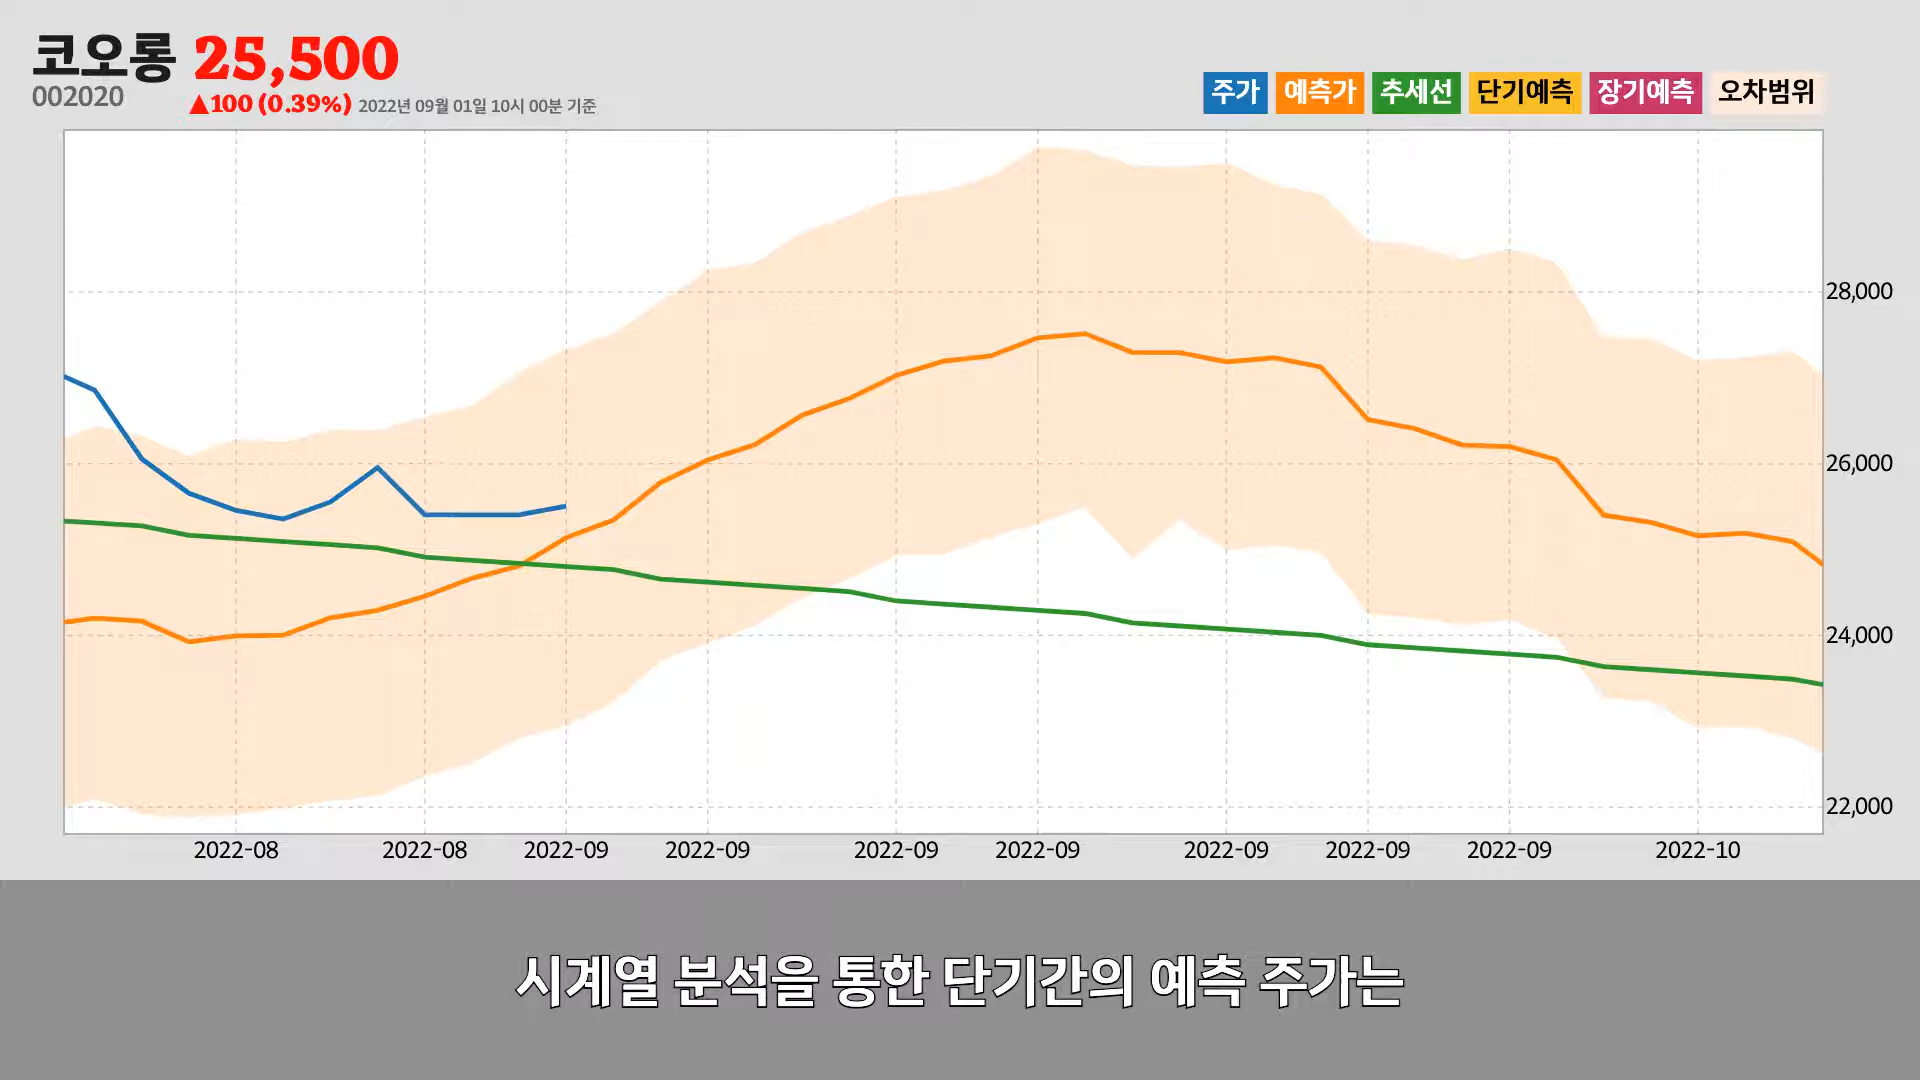 코오롱 25,500
002020
▲100 (0.39%) 2022년 09월 01일 10시 00분 기준
주가 예측가 추세선 단기예측 장기예측 오차범위
28,000
26,000
24,000
22,000
2022-08 2022-08 2022-09 2022-09 2022-09 2022-09 2022-09 2022-09 2022-09 2022-10
시계열 분석을 통한 단기간의 예측 주가는